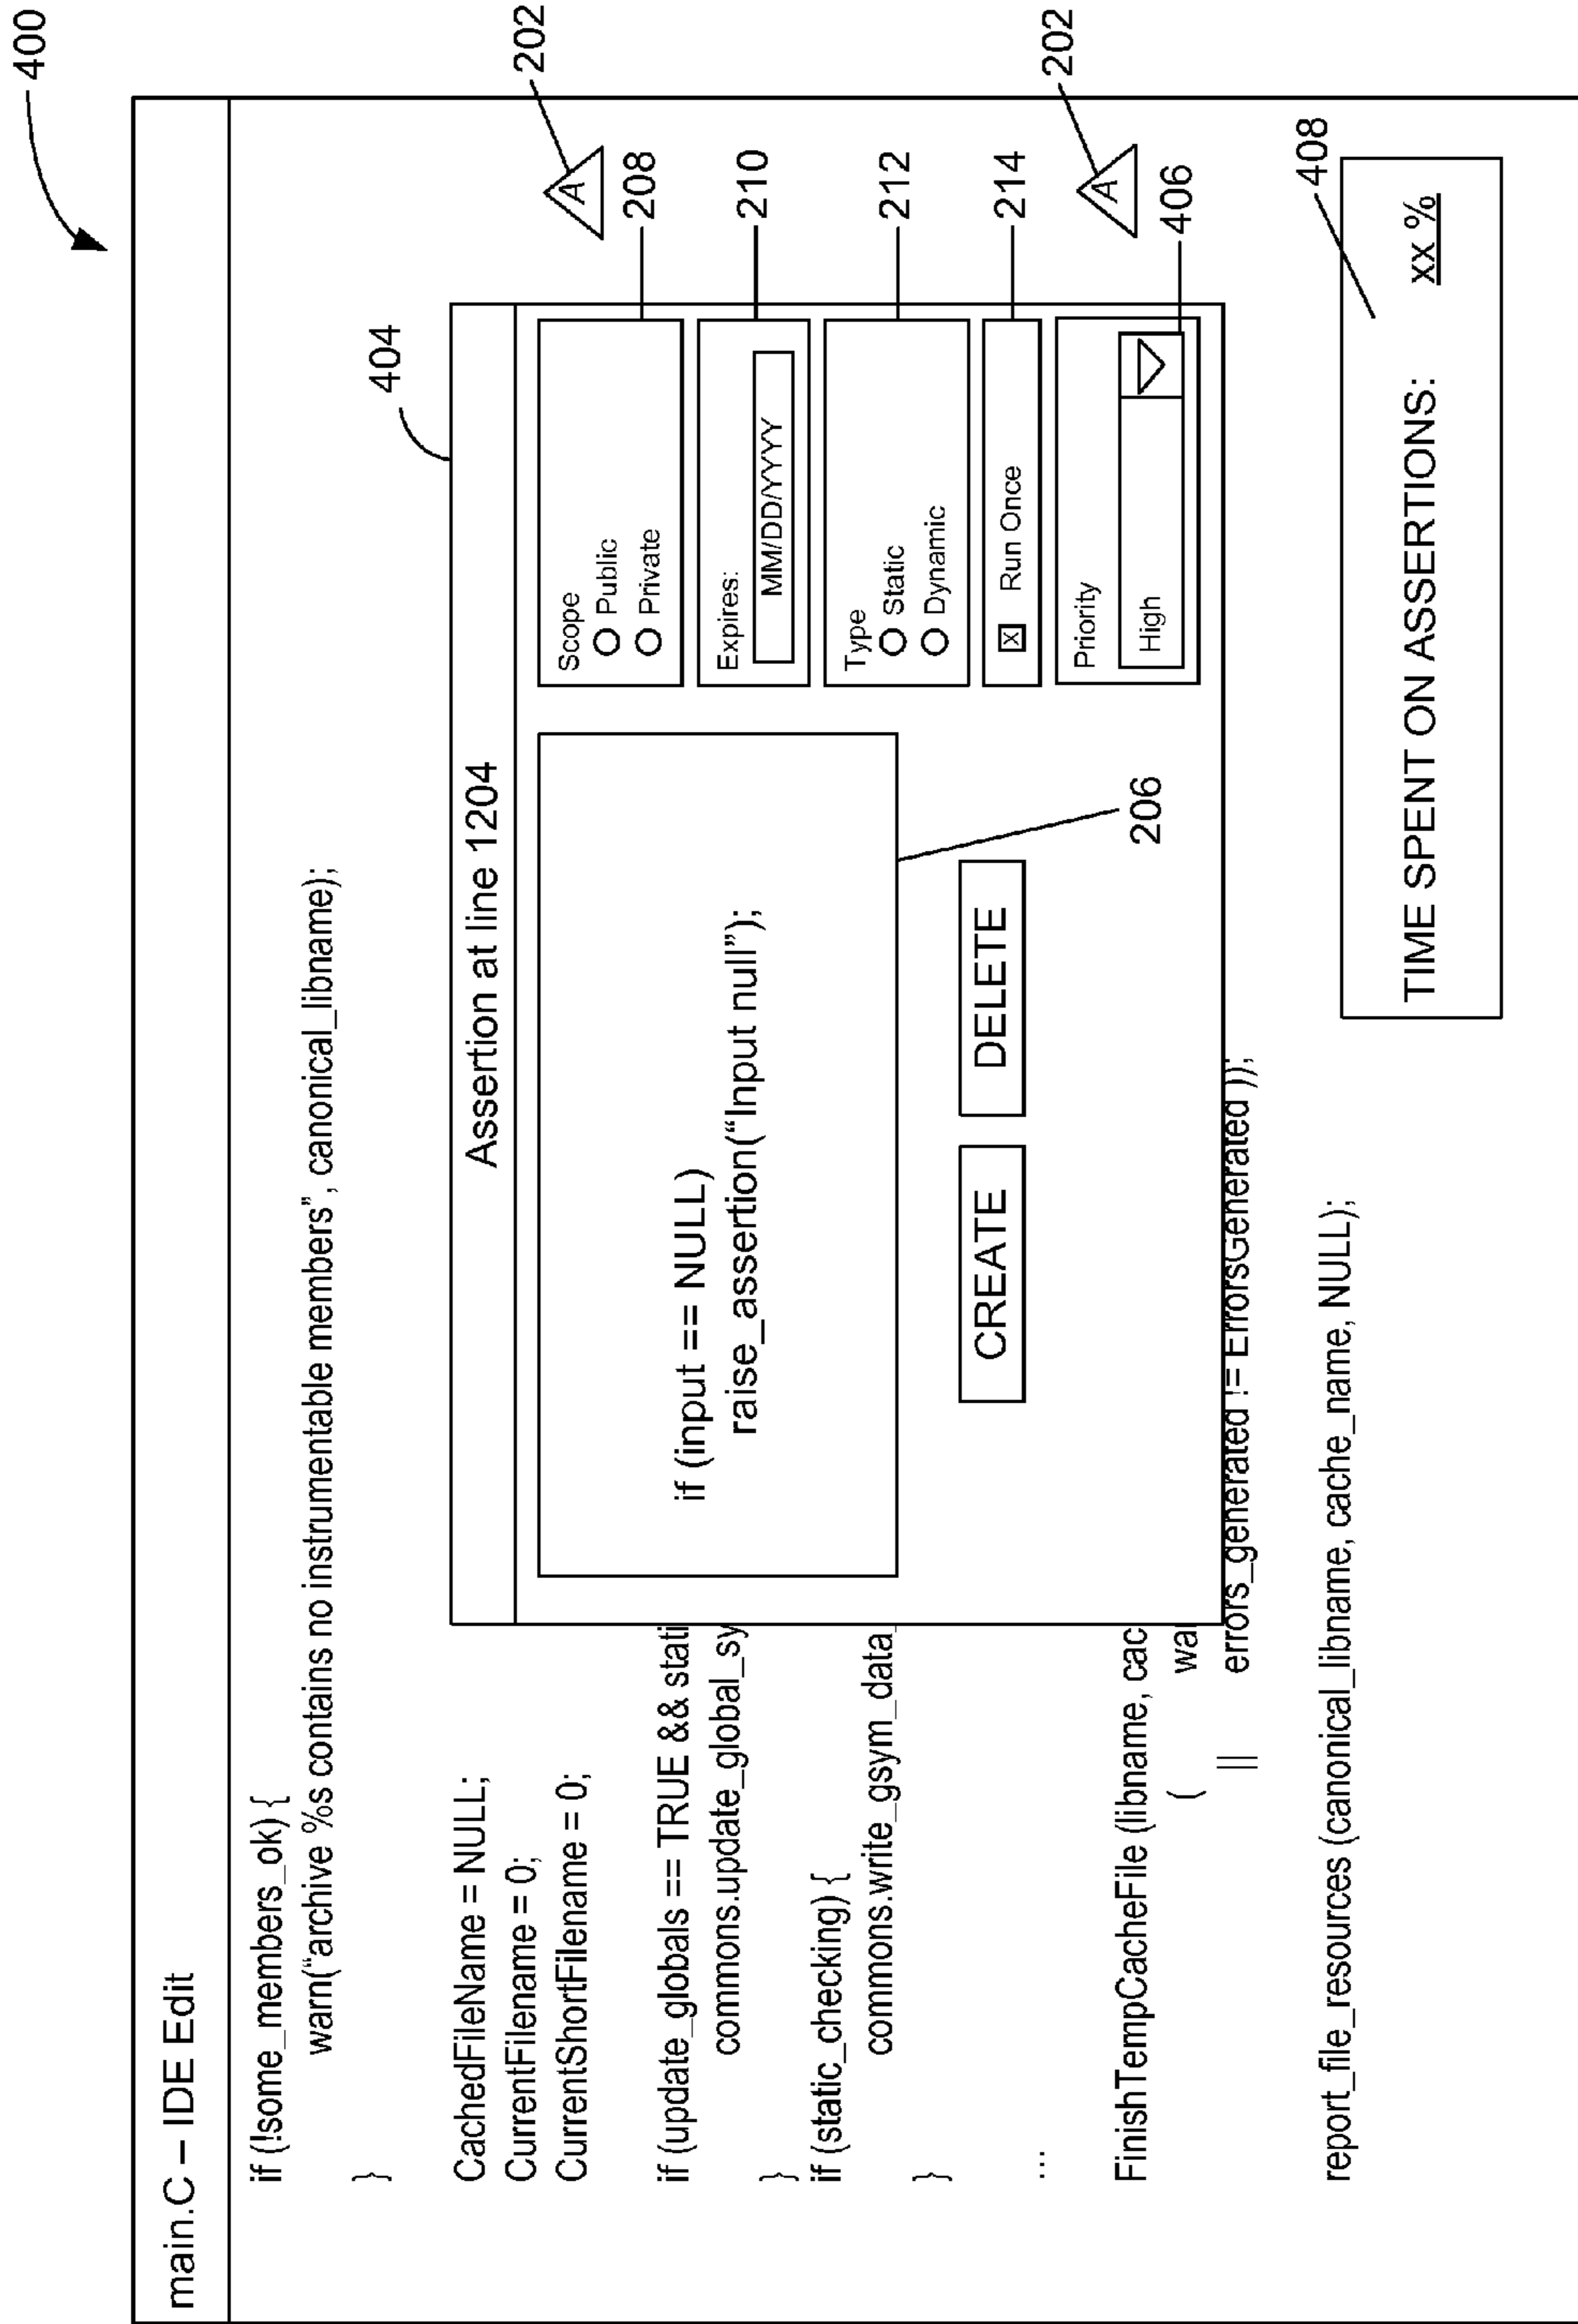 400
main.C – IDE Edit
if (!some_members_ok) {
warn(“archive %s contains no instrumentable members”, canonical_libname);
}
CachedFileName = NULL;
CurrentFilename = 0;
CurrentShortFilename = 0;
if (update_globals == TRUE && stati
commons.update_global_sy
}
if (static_checking) {
commons.write_gsym_data_
}
...
FinishTempCacheFile (libname, cac
( wa
|| errors_generated != ErrorsGenerated ));
report_file_resources (canonical_libname, cache_name, NULL);
404
Assertion at line 1204
if (input == NULL)
raise_assertion(“Input null”);
206
CREATE DELETE
Scope
Public
Private
208
Expires:
MM/DD/YYYY
210
Type
Static
Dynamic
212
X Run Once
214
Priority
High
406
A
202
A
202
408
TIME SPENT ON ASSERTIONS: xx %